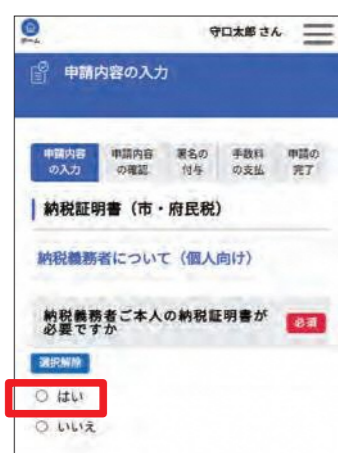 ホーム
守口太郎 さん
申請内容の入力
申請内容の入力
申請内容の確認
署名の付与
手数料の支払
申請の完了
納税証明書（市・府民税）
納税義務者について（個人向け）
納税義務者ご本人の納税証明書が
必要ですか
必須
選択解除
はい
いいえ